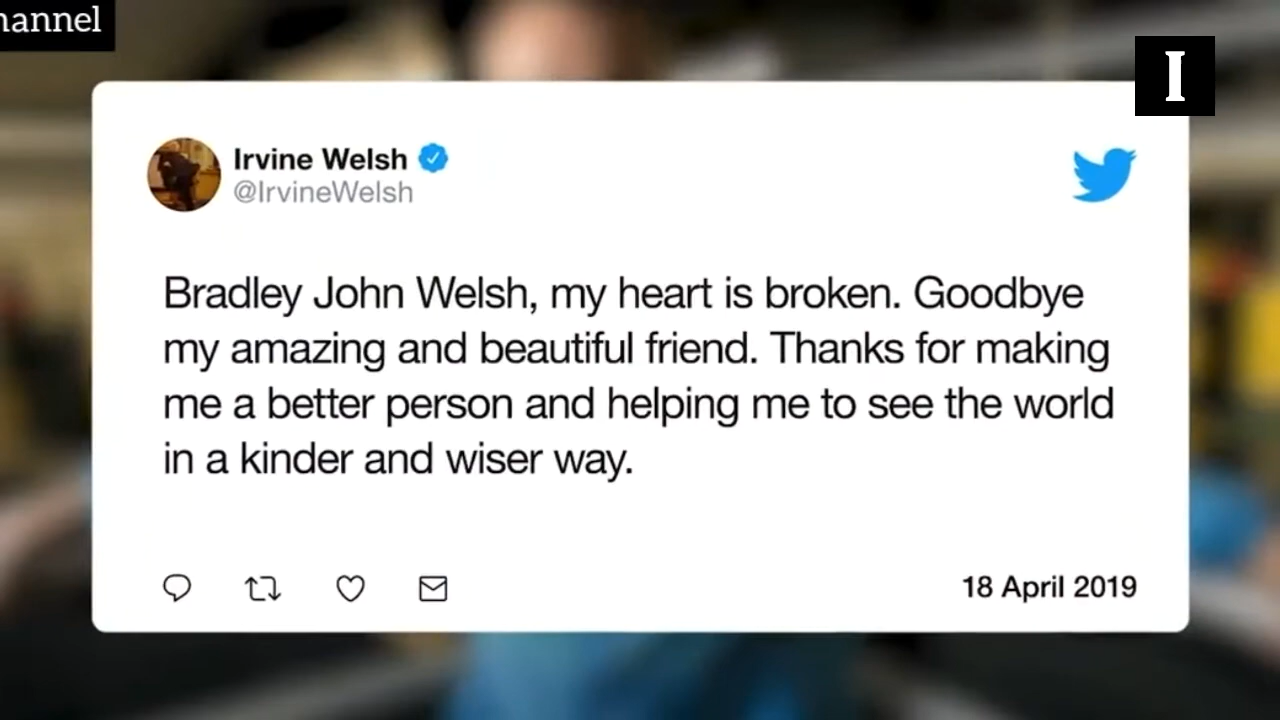 hannel
I
Irvine Welsh
@IrvineWelsh
Bradley John Welsh, my heart is broken. Goodbye
my amazing and beautiful friend. Thanks for making
me a better person and helping me to see the world
in a kinder and wiser way.
18 April 2019